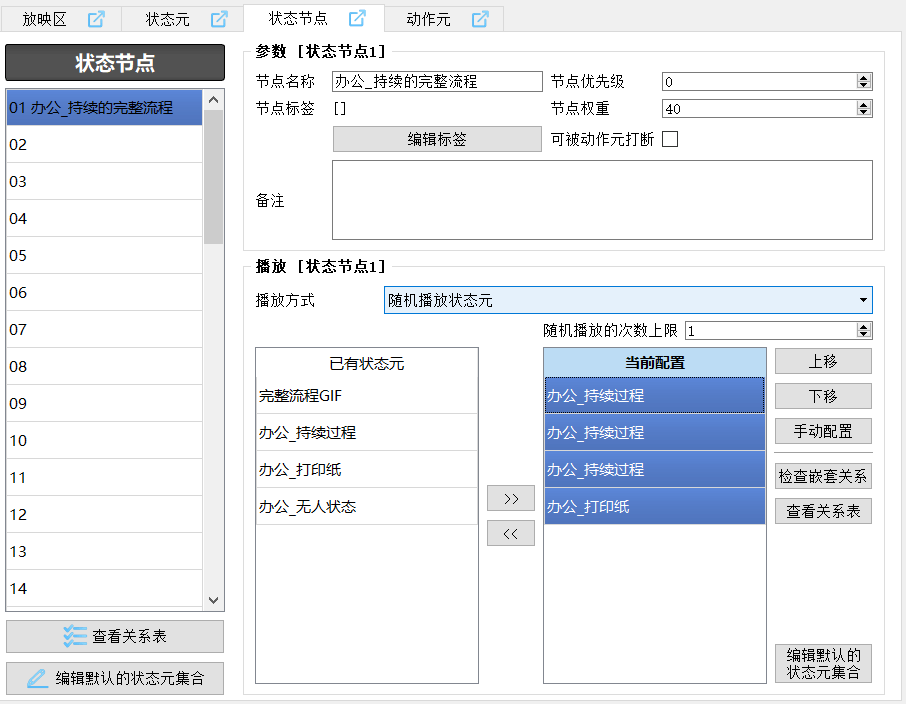 放映区
状态元
状态节点
动作元
状态节点
01 办公_持续的完整流程
02
03
04
05
06
07
08
09
10
11
12
13
14
查看关系表
编辑默认的状态元集合
参数 [状态节点1]
节点名称 办公_持续的完整流程 节点优先级 0
节点标签 [] 节点权重 40
编辑标签 可被动作元打断
备注
播放 [状态节点1]
播放方式 随机播放状态元
随机播放的次数上限 1
已有状态元
完整流程GIF
办公_持续过程
办公_打印纸
办公_无人状态
>>
<<
当前配置
办公_持续过程
办公_持续过程
办公_持续过程
办公_打印纸
上移
下移
手动配置
检查嵌套关系
查看关系表
编辑默认的
状态元集合